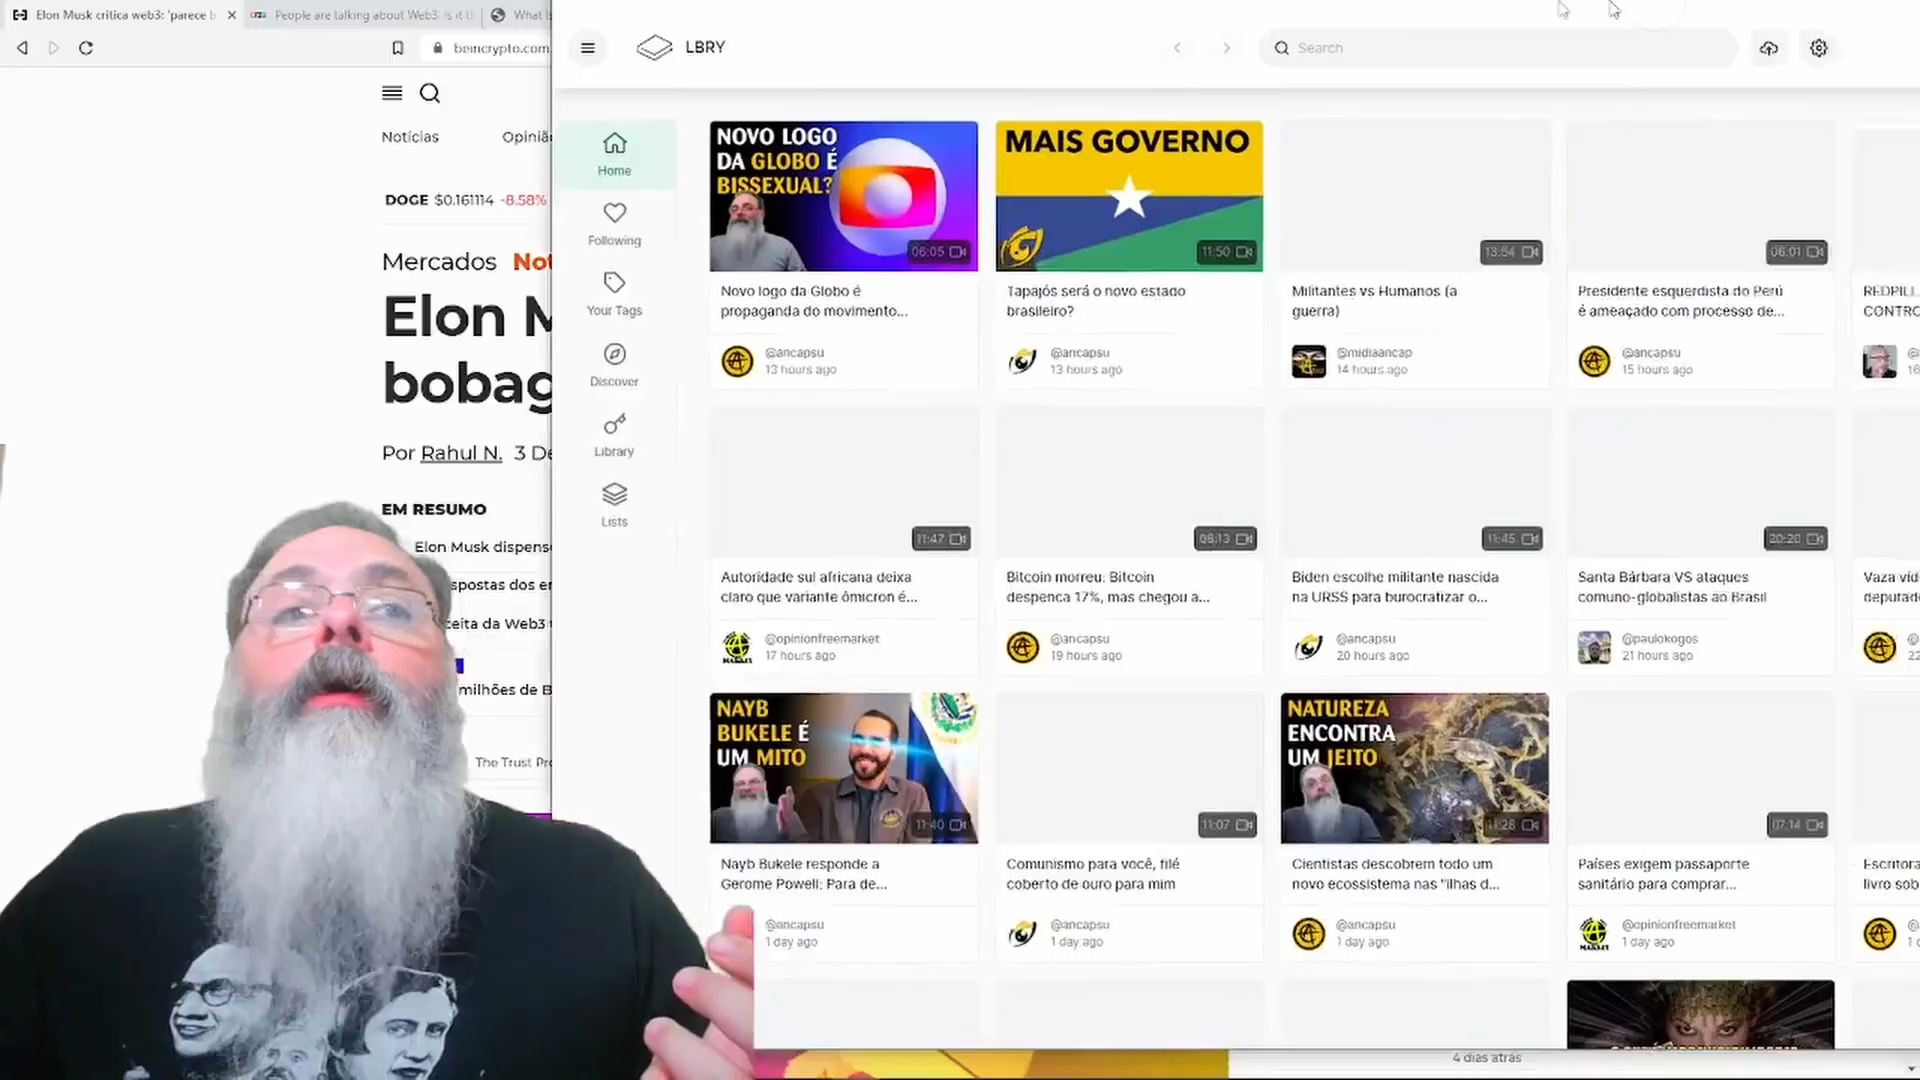 Elon Musk critica web3: 'parece b
People are talking about Web3. Is it t
What is
beincrypto.com
Notícias
Opiniã
DOGE $0.161114 -8.58%
Mercados Not
Elon M
bobag
Por Rahul N. 3 De
EM RESUMO
Elon Musk dispens
spostas dos er
ceita da Web3
milhões de B
The Trust Pro
LBRY
Search
Home
Following
Your Tags
Discover
Library
Lists
NOVO LOGO
DA GLOBO É
BISSEXUAL?
06:05
Novo logo da Globo é
propaganda do movimento...
@ancapsu
13 hours ago
MAIS GOVERNO
11:50
Tapajós será o novo estado
brasileiro?
@ancapsu
13 hours ago
13:54
Militantes vs Humanos (a
guerra)
@midiaancap
14 hours ago
06:01
Presidente esquerdista do Perú
é ameaçado com processo de...
@ancapsu
15 hours ago
REDPILL
CONTRO
16
11:47
Autoridade sul africana deixa
claro que variante ômicron é...
@opinionfreemarket
17 hours ago
08:13
Bitcoin morreu: Bitcoin
despenca 17%, mas chegou a...
@ancapsu
19 hours ago
11:45
Biden escolhe militante nascida
na URSS para burocratizar o...
@ancapsu
20 hours ago
20:20
Santa Bárbara VS ataques
comuno-globalistas ao Brasil
@paulokogos
21 hours ago
Vaza víd
depurado
@
22
NAYB
BUKELE É
UM MITO
11:40
Nayb Bukele responde a
Gerome Powell: Para de...
@ancapsu
1 day ago
11:07
Comunismo para você, filé
coberto de ouro para mim
@ancapsu
1 day ago
NATUREZA
ENCONTRA
UM JEITO
11:28
Cientistas descobrem todo um
novo ecossistema nas "ilhas d...
@ancapsu
1 day ago
07:14
Países exigem passaporte
sanitário para comprar...
@opinionfreemarket
1 day ago
Escritora
livro sob
@
1 d
4 dias atrás